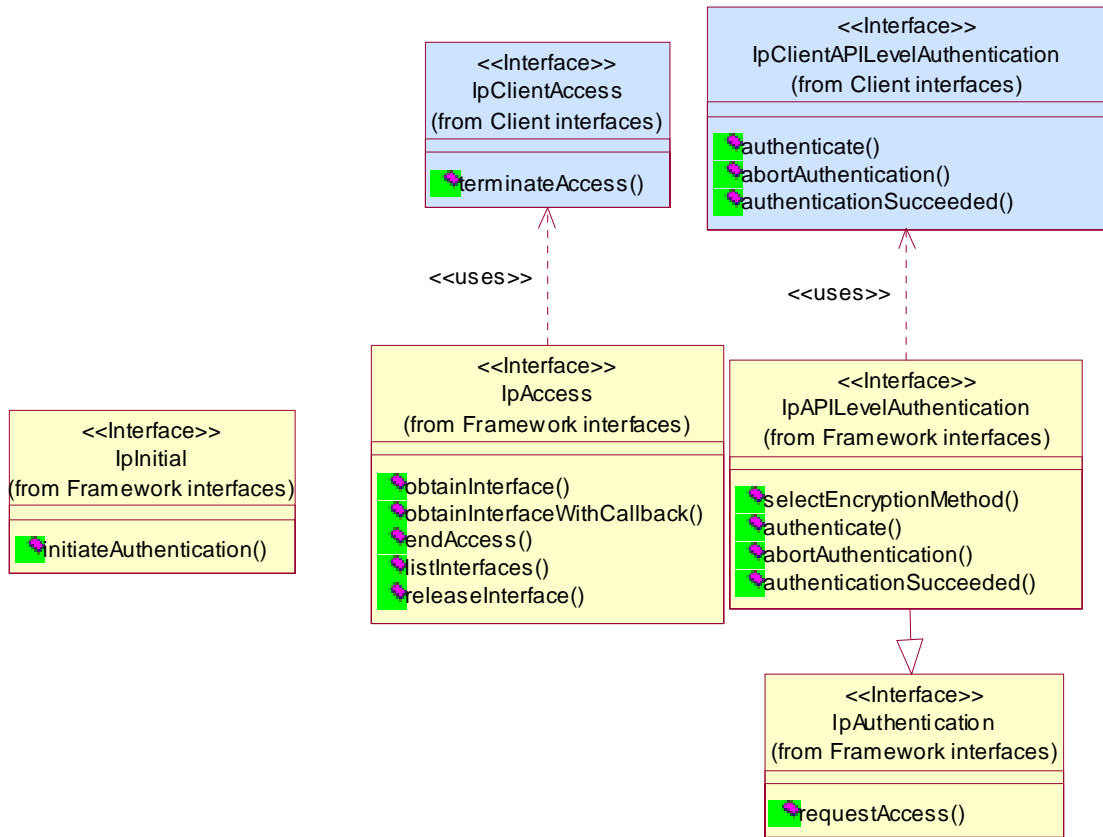 <<Interface>>
IpClientAccess
(from Client interfaces)
terminateAccess()
<<Interface>>
IpClientAPILevelAuthentication
(from Client interfaces)
authenticate()
abortAuthentication()
authenticationSucceeded()
<<uses>>
<<uses>>
<<Interface>>
IpInitial
(from Framework interfaces)
initiateAuthentication()
<<Interface>>
IpAccess
(from Framework interfaces)
obtainInterface()
obtainInterfaceWithCallback()
endAccess()
listInterfaces()
releaseInterface()
<<Interface>>
IpAPILevelAuthentication
(from Framework interfaces)
selectEncryptionMethod()
authenticate()
abortAuthentication()
authenticationSucceeded()
<<Interface>>
IpAuthentication
(from Framework interfaces)
requestAccess()